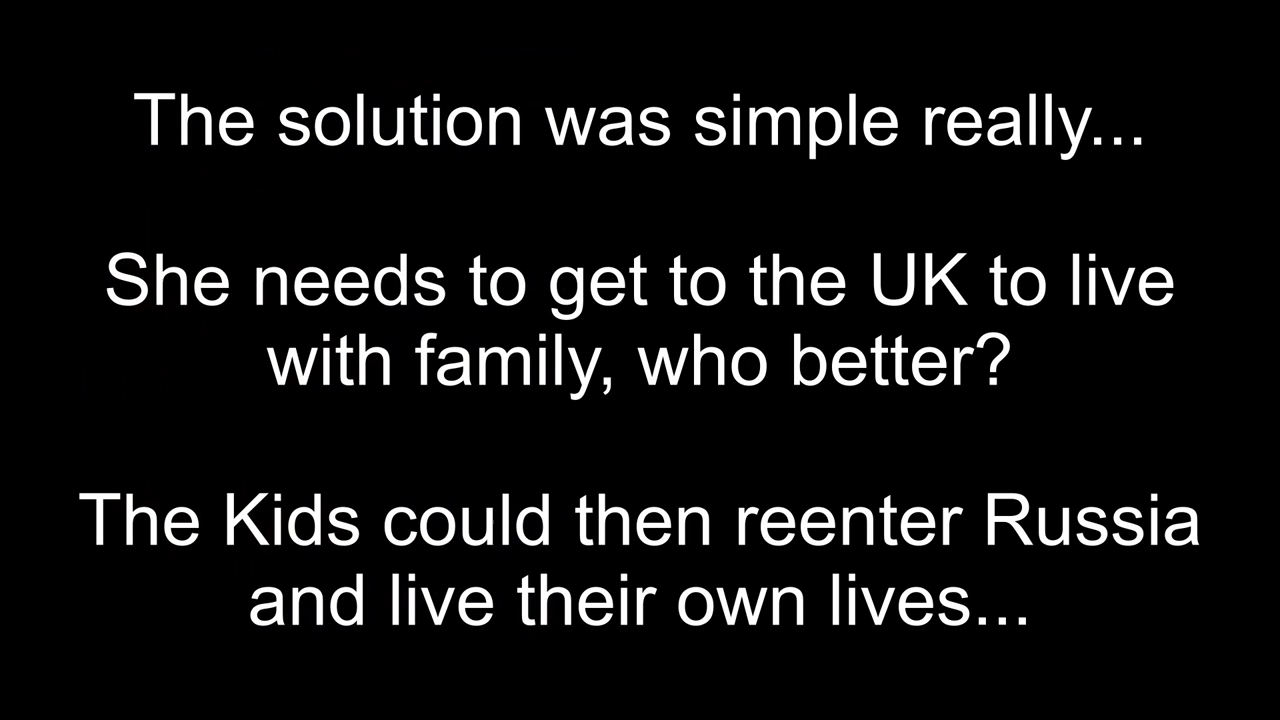 The solution was simple really...
She needs to get to the UK to live
with family, who better?
The Kids could then reenter Russia
and live their own lives...